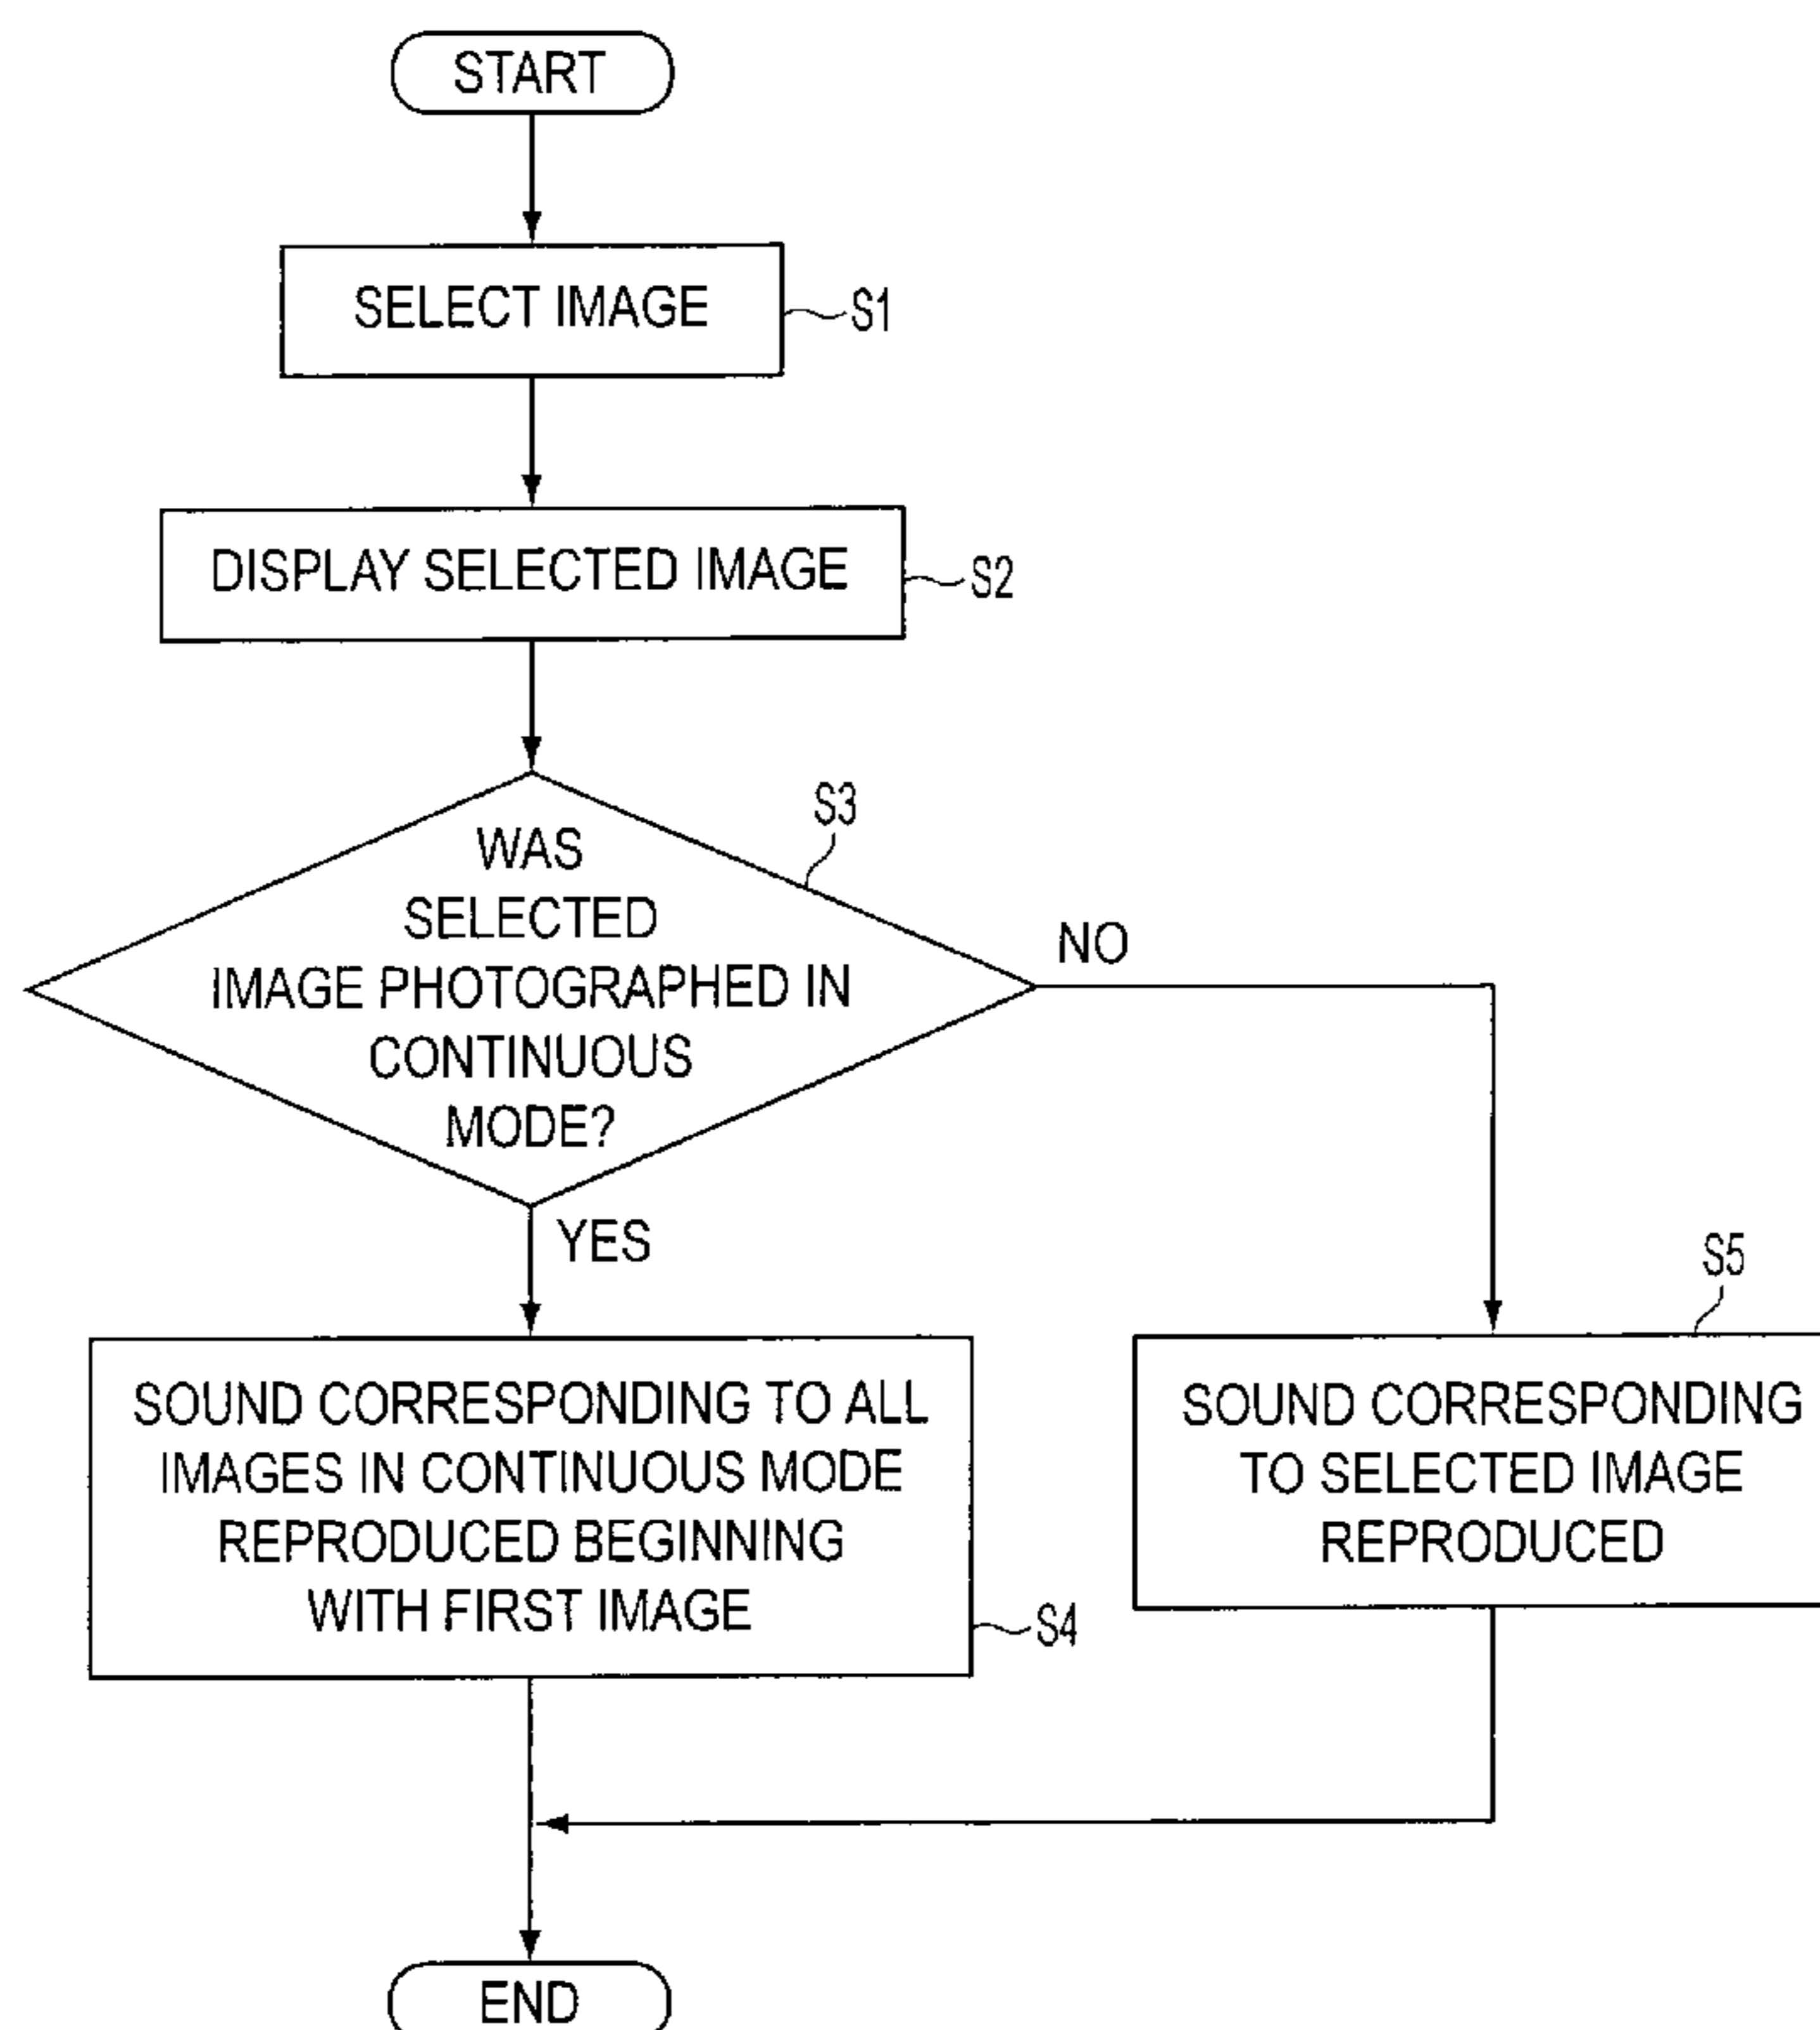 START
SELECT IMAGE
S1
DISPLAY SELECTED IMAGE
S2
S3
WAS
SELECTED
IMAGE PHOTOGRAPHED IN
CONTINUOUS
MODE?
NO
YES
SOUND CORRESPONDING TO ALL
IMAGES IN CONTINUOUS MODE
REPRODUCED BEGINNING
WITH FIRST IMAGE
S4
S5
SOUND CORRESPONDING
TO SELECTED IMAGE
REPRODUCED
END